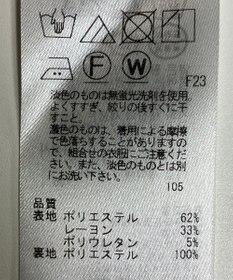 F W
F23
淡色のものは無蛍光洗剤を使用。
よくすすぎ、絞りの後すぐに干
すこと。
濃色のものは、着用による摩擦
で色落ちすることがありますの
で、組合せの衣服にご注意くだ
さい。また、淡色のものとは別
にお洗い下さい。
105
品質
表地 ポリエステル 62%
レーヨン 33%
ポリウレタン 5%
裏地 ポリエステル 100%